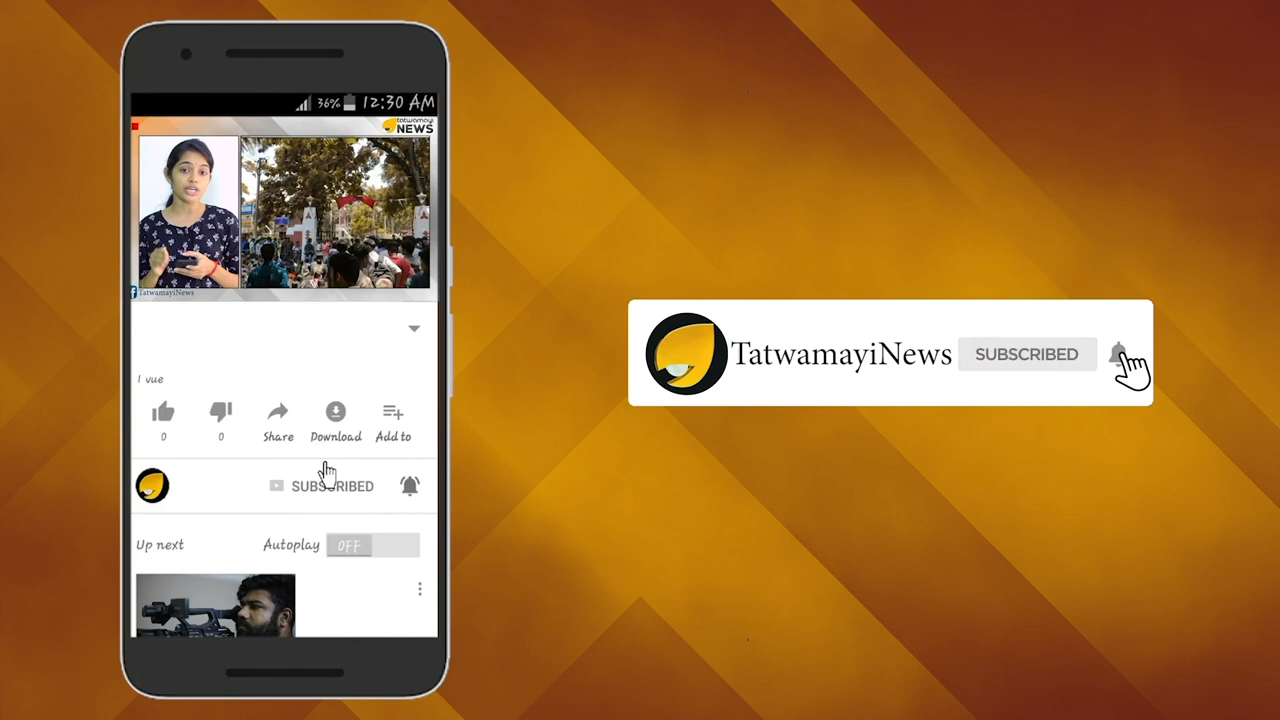 36% 12:30 AM
tatwamayi
NEWS
TatwamayiNews
1 vue
0 0 Share Download Add to
SUBSCRIBED
Up next Autoplay OFF
TatwamayiNews SUBSCRIBED